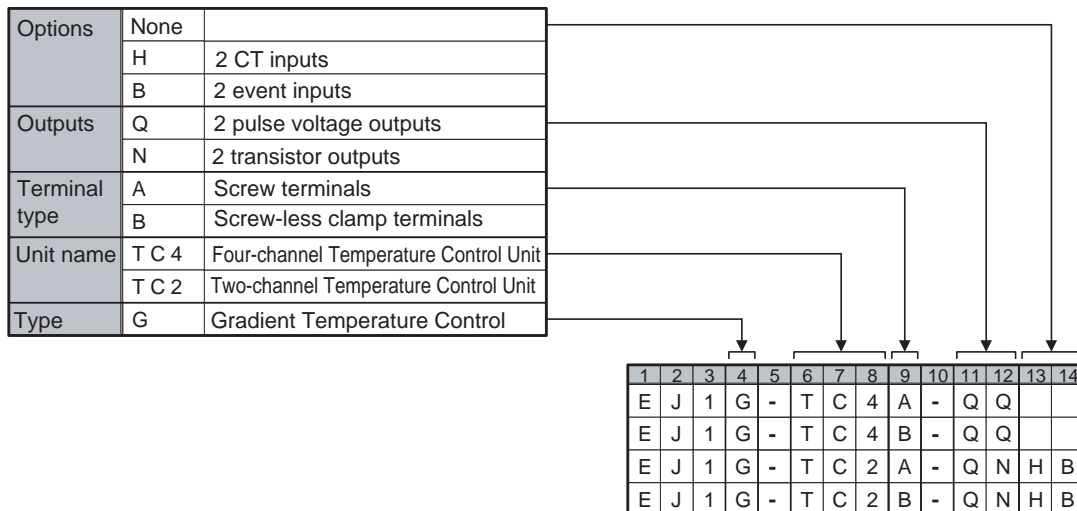 Options None
H 2 CT inputs
B 2 event inputs
Outputs Q 2 pulse voltage outputs
N 2 transistor outputs
Terminal type A Screw terminals
B Screw-less clamp terminals
Unit name T C 4 Four-channel Temperature Control Unit
T C 2 Two-channel Temperature Control Unit
Type G Gradient Temperature Control
1 2 3 4 5 6 7 8 9 10 11 12 13 14
E J 1 G - T C 4 A - Q Q
E J 1 G - T C 4 B - Q Q
E J 1 G - T C 2 A - Q N H B
E J 1 G - T C 2 B - Q N H B